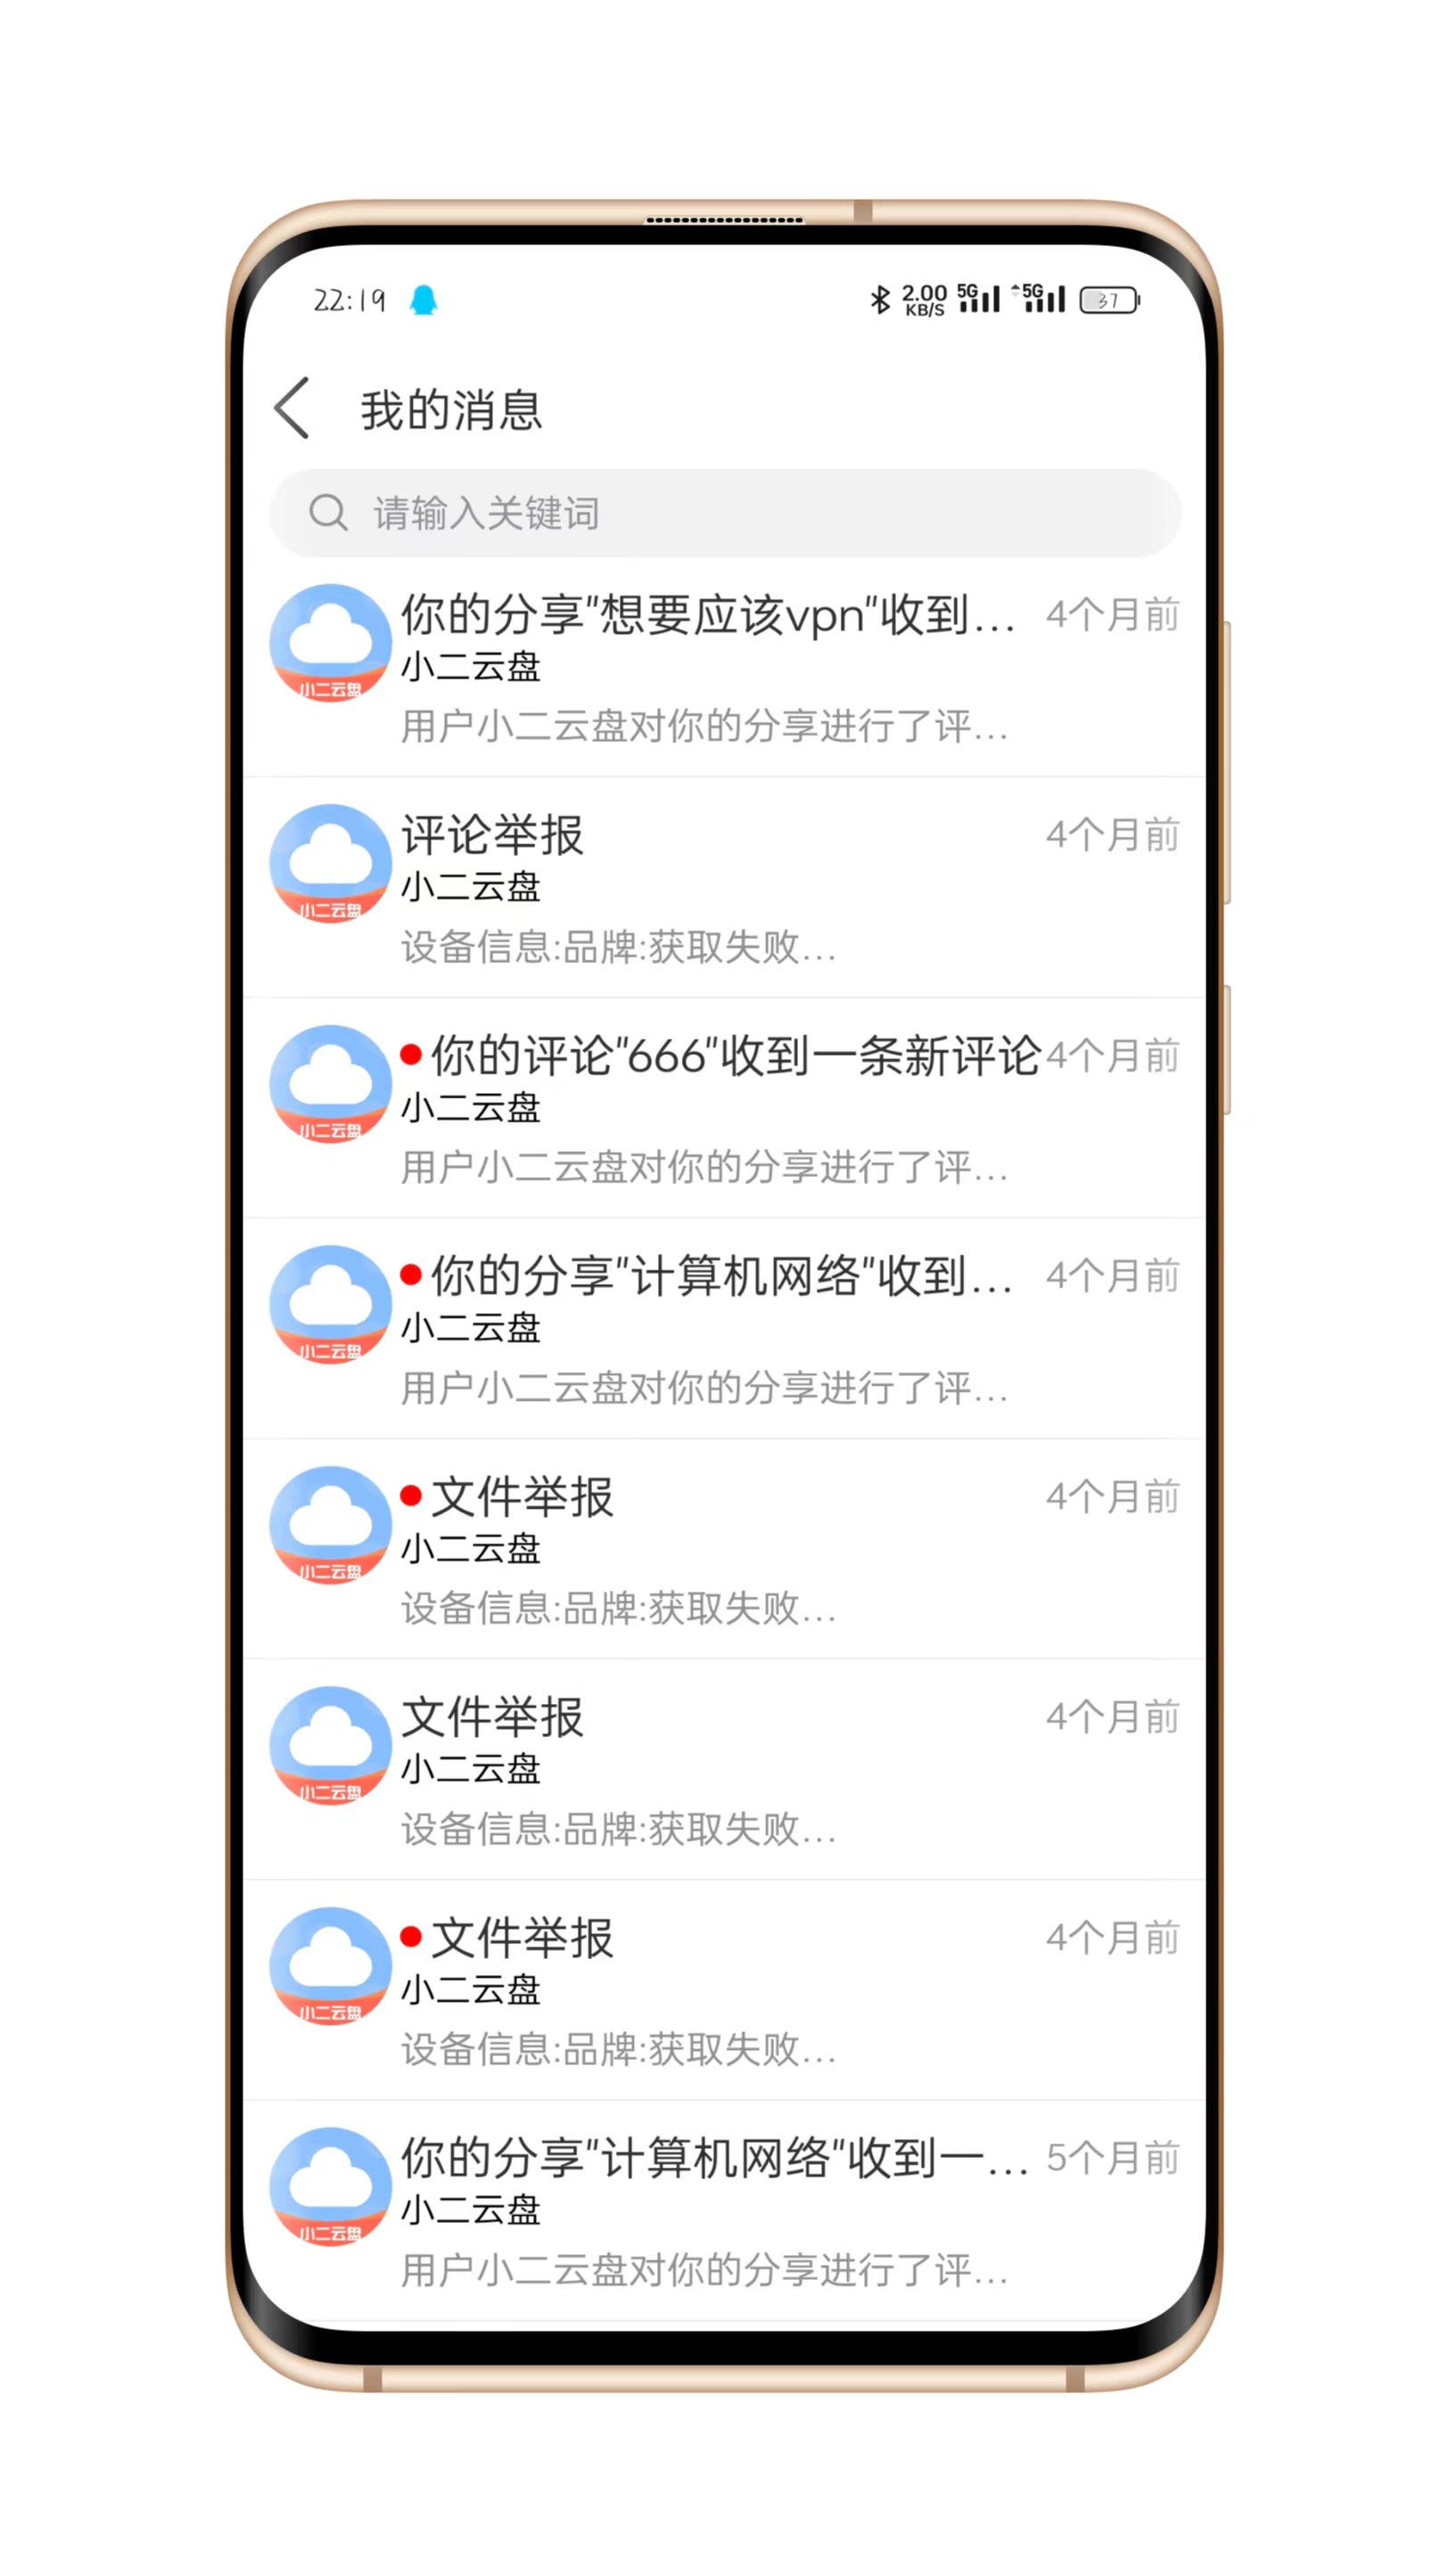 22:19
2.00 KB/S 5G 5G 37
我的消息
请输入关键词
你的分享"想要应该vpn"收到... 4个月前
小二云盘
小二云盘
用户小二云盘对你的分享进行了评...
评论举报 4个月前
小二云盘
小二云盘
设备信息:品牌:获取失败...
你的评论"666"收到一条新评论 4个月前
小二云盘
小二云盘
用户小二云盘对你的分享进行了评...
你的分享"计算机网络"收到... 4个月前
小二云盘
小二云盘
用户小二云盘对你的分享进行了评...
文件举报 4个月前
小二云盘
小二云盘
设备信息:品牌:获取失败...
文件举报 4个月前
小二云盘
小二云盘
设备信息:品牌:获取失败...
文件举报 4个月前
小二云盘
小二云盘
设备信息:品牌:获取失败...
你的分享"计算机网络"收到一... 5个月前
小二云盘
小二云盘
用户小二云盘对你的分享进行了评...